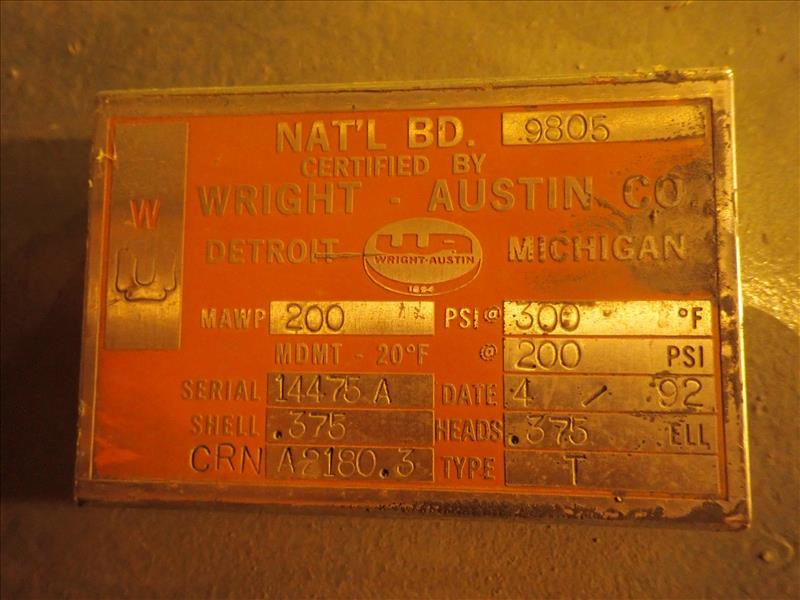 NAT'L BD. 9805
CERTIFIED BY
WRIGHT - AUSTIN CO
DETROIT WRIGHT-AUSTIN 1894 MICHIGAN
W
U
MAWP 200 PSI @ 300 °F
MDMT - 20°F @ 200 PSI
SERIAL 14475 A DATE 4 / 92
SHELL .375 HEADS .375 ELL
CRN A2180.3 TYPE T